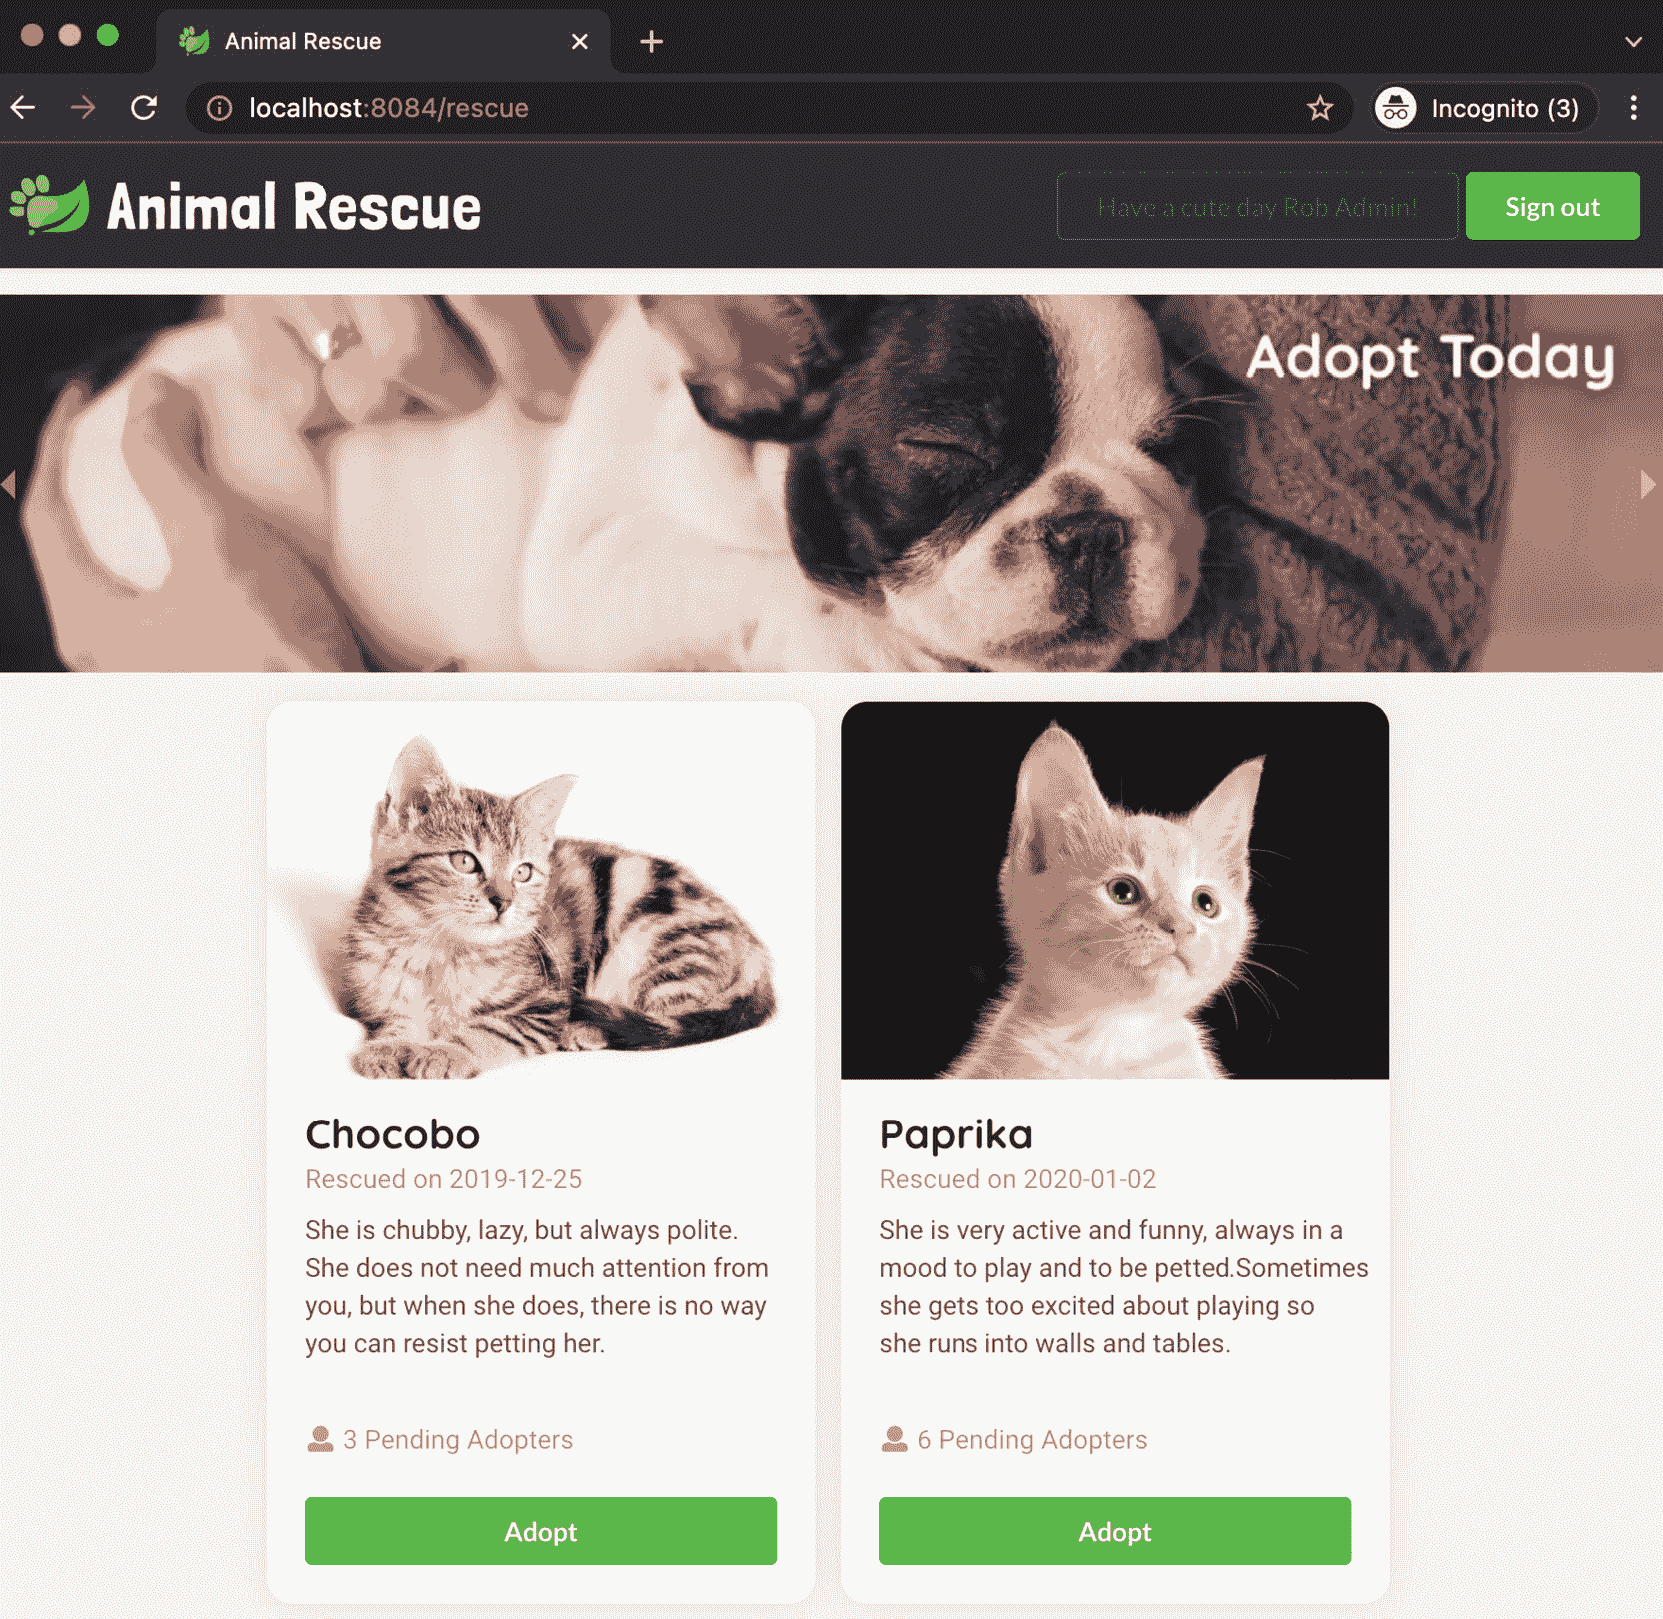 Animal Rescue
localhost:8084/rescue
Incognito (3)
Animal Rescue
Have a cute day Rob Admin!
Sign out
Adopt Today
Chocobo
Rescued on 2019-12-25
She is chubby, lazy, but always polite.
She does not need much attention from
you, but when she does, there is no way
you can resist petting her.
3 Pending Adopters
Adopt
Paprika
Rescued on 2020-01-02
She is very active and funny, always in a
mood to play and to be petted.Sometimes
she gets too excited about playing so
she runs into walls and tables.
6 Pending Adopters
Adopt